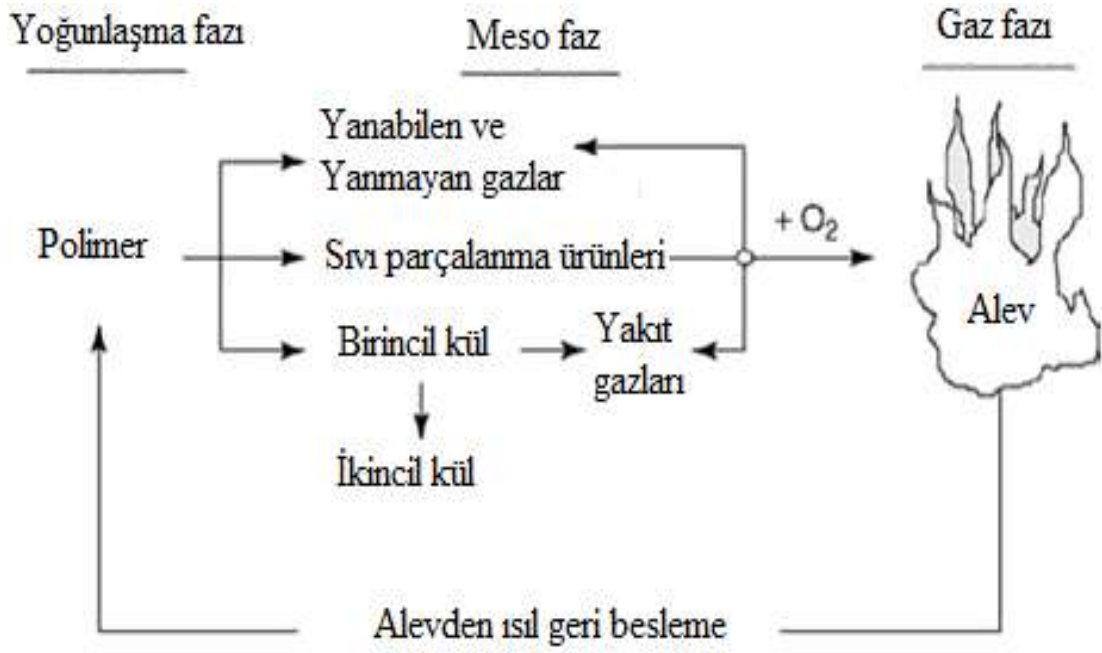 Yoğunlaşma fazı
Meso faz
Gaz fazı
Yanabilen ve
Yanmayan gazlar
+ O₂
Polimer
Sıvı parçalanma ürünleri
Alev
Birincil kül
Yakıt
gazları
İkincil kül
Alevden ısıl geri besleme